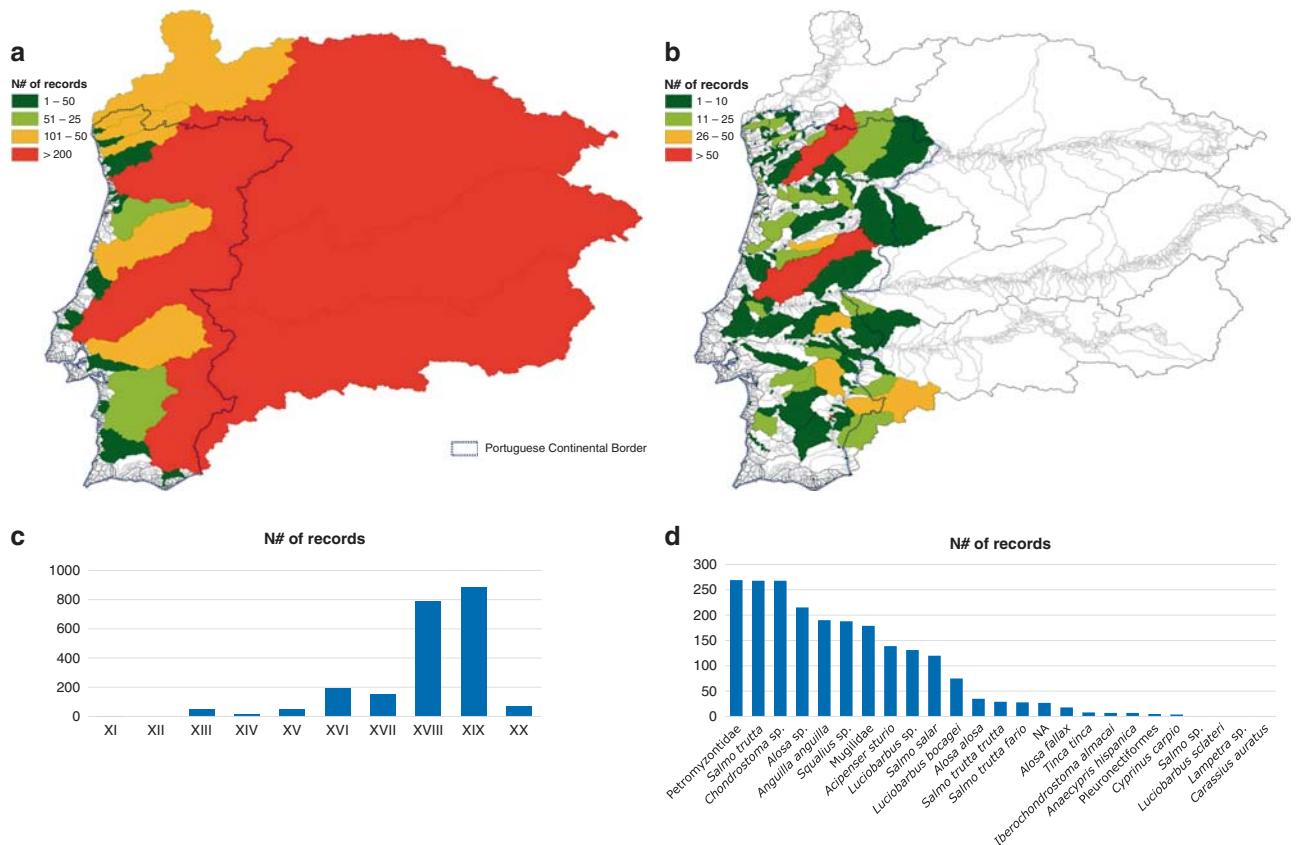 a
N# of records
1 – 50
51 – 25
101 – 50
> 200
Portuguese Continental Border
b
N# of records
1 – 10
11 – 25
26 – 50
> 50
c
N# of records
1000
800
600
400
200
0
XI XII XIII XIV XV XVI XVII XVIII XIX XX
d
N# of records
300
250
200
150
100
50
0
Petromyzontidae
Salmo trutta
Chondrostoma sp.
Alosa sp.
Anguilla anguilla
Squalius sp.
Mugilidae
Acipenser sturio
Luciobarbus sp.
Salmo salar
Luciobarbus bocagei
Alosa alosa
Salmo trutta trutta
Salmo trutta fario
NA
Alosa fallax
Tinca tinca
Iberochondrostoma almacai
Anaecypris hispanica
Pleuronectiformes
Cyprinus carpio
Salmo sp.
Luciobarbus sclateri
Lampetra sp.
Carassius auratus